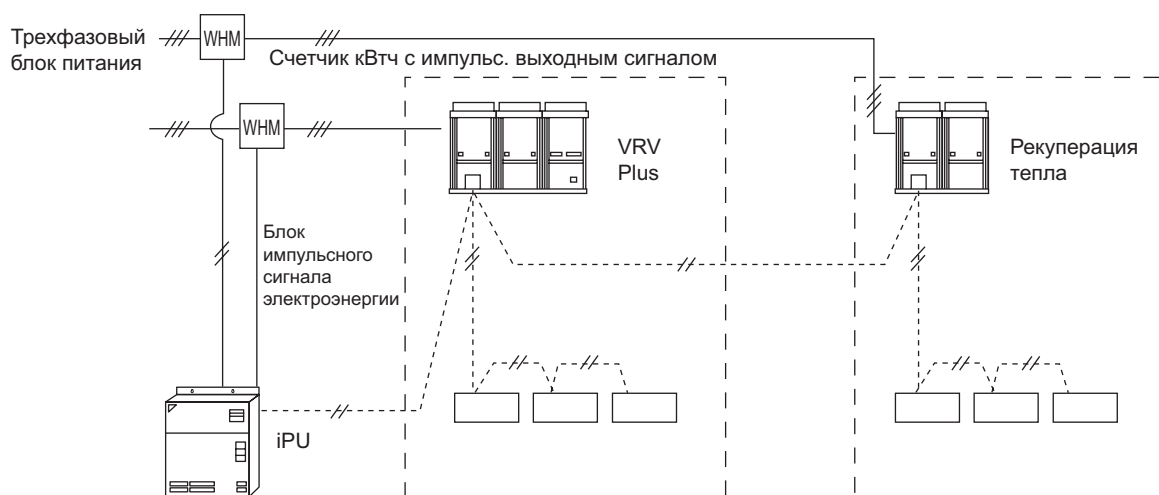 Трехфазовый
блок питания
WHM
Счетчик кВтч с импульс. выходным сигналом
WHM
VRV
Plus
Рекуперация
тепла
Блок
импульсного
сигнала
электроэнергии
iPU